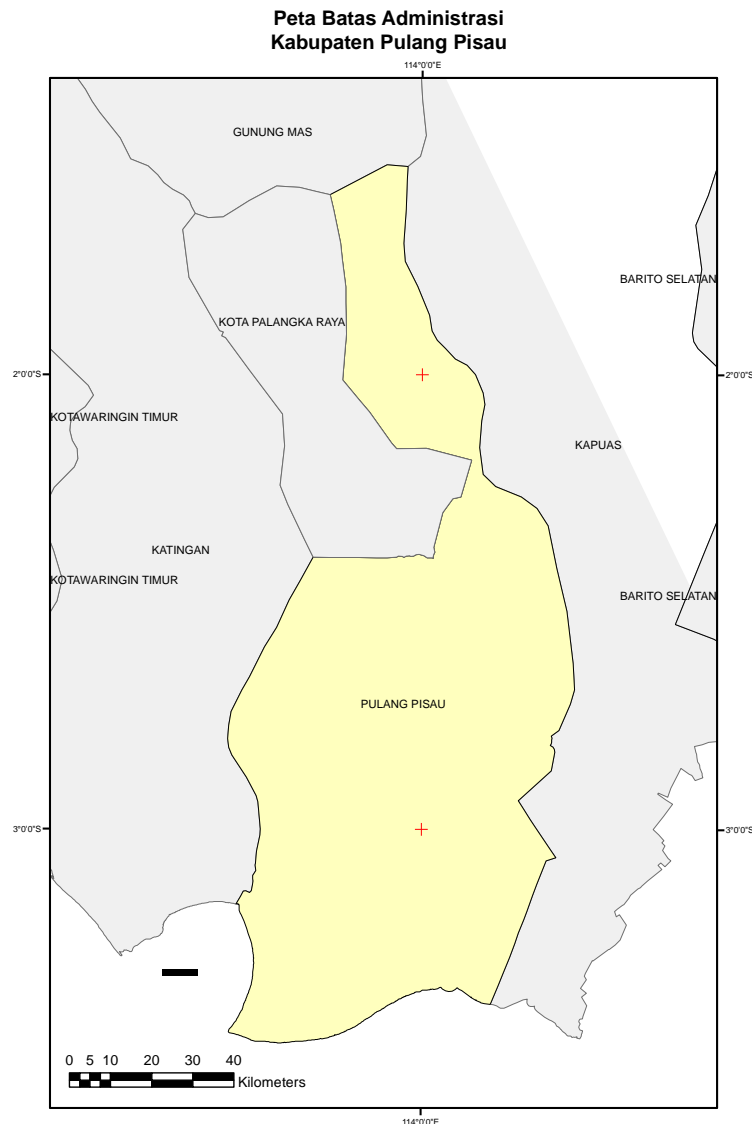 Peta Batas Administrasi
Kabupaten Pulang Pisau
114°0'0"E
GUNUNG MAS
BARITO SELATAN
KOTA PALANGKA RAYA
2°0'0"S
2°0'0"S
KOTAWARINGIN TIMUR
KAPUAS
KATINGAN
KOTAWARINGIN TIMUR
BARITO SELATAN
PULANG PISAU
3°0'0"S
3°0'0"S
0 5 10 20 30 40
Kilometers
114°0'0"E